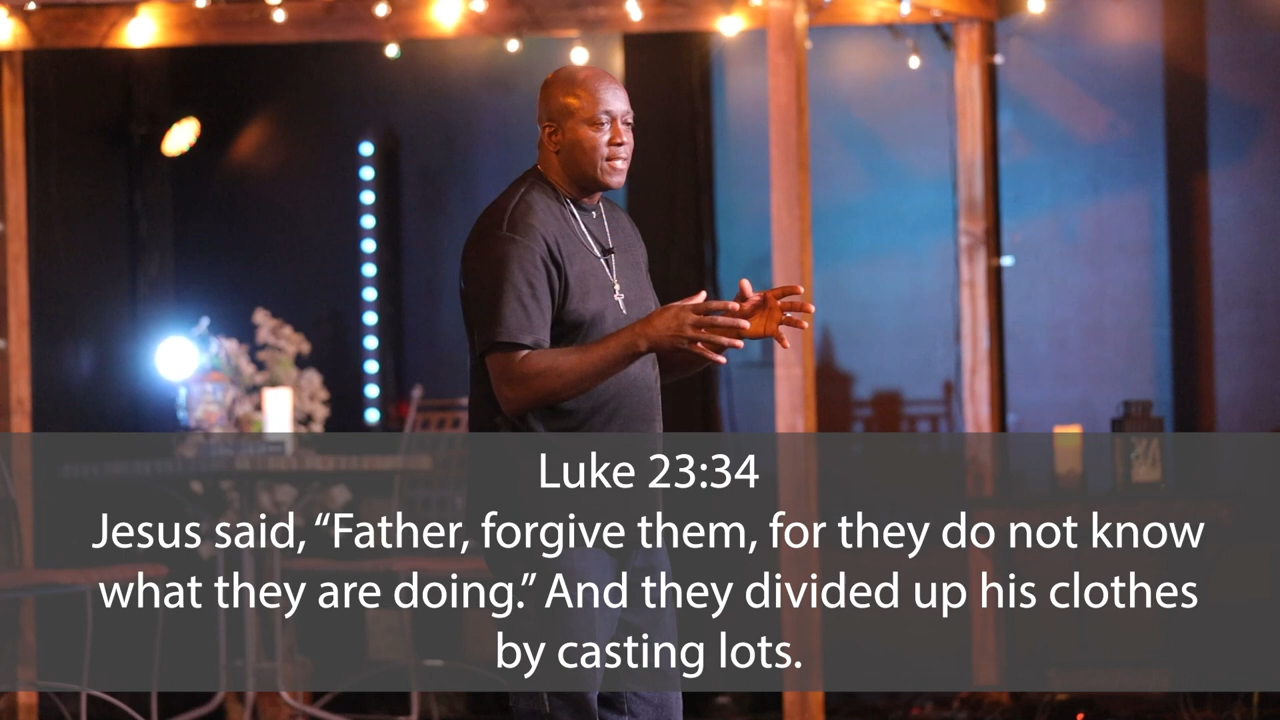 Luke 23:34
Jesus said, “Father, forgive them, for they do not know
what they are doing.” And they divided up his clothes
by casting lots.